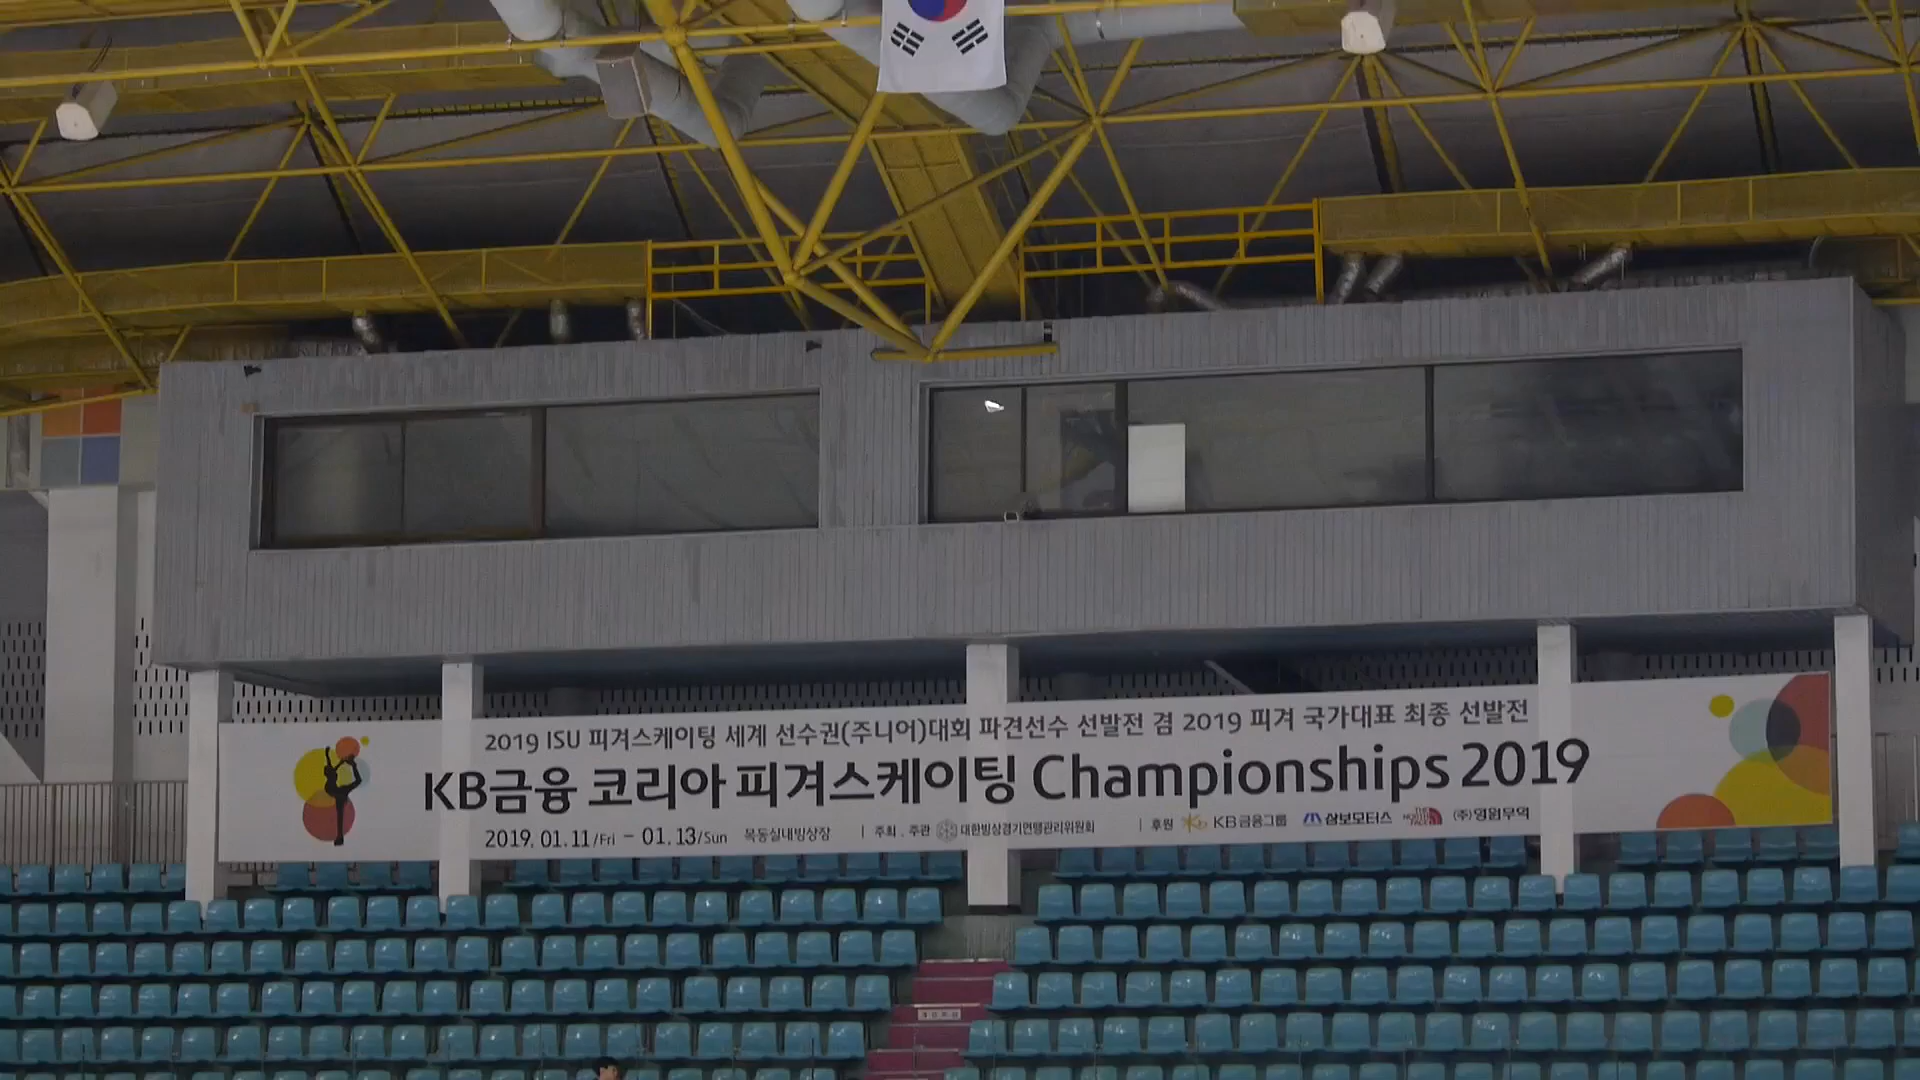 2019 ISU 피겨스케이팅 세계 선수권(주니어)대회 파견선수 선발전 겸 2019 피겨 국가대표 최종 선발전
KB금융 코리아 피겨스케이팅 Championships 2019
2019. 01. 11/Fri - 01. 13/Sun 목동실내빙상장 | 주최 . 주관 대한빙상경기연맹관리위원회 | 후원 KB금융그룹 삼보모터스 THE NORTH FACE (주)영원무역